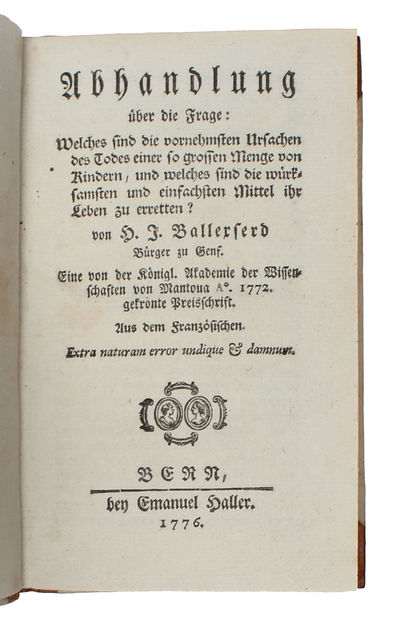 Abhandlung
über die Frage:
Welches sind die vornehmsten Ursachen
des Todes einer so grossen Menge von
Kindern, und welches sind die würk-
samsten und einfachsten Mittel ihr
Leben zu erretten?
von H. J. Ballexserd
Bürger zu Genf.
Eine von der Königl. Akademie der Wissen-
schaften von Mantoua A°. 1772.
gekrönte Preisschrift.
Aus dem Französischen.
Extra naturam error undique & damnum.
BERN,
bey Emanuel Haller.
1776.